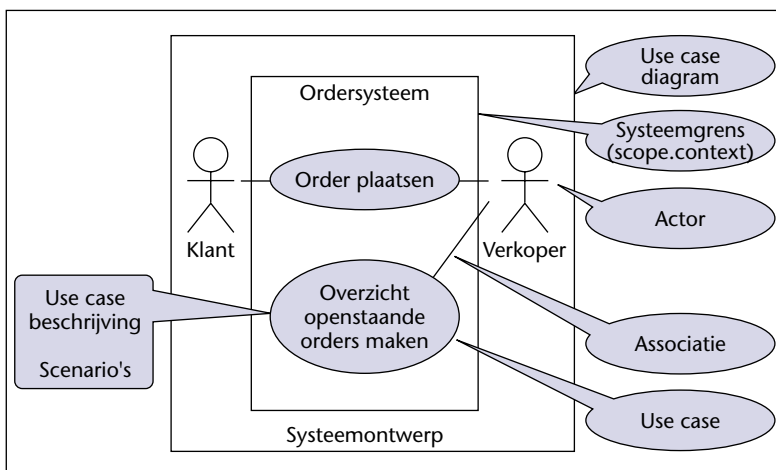 Ordersysteem
Use case
diagram
Systeemgrens
(scope.context)
Order plaatsen
Klant
Verkoper
Actor
Use case
beschrijving
Scenario's
Overzicht
openstaande
orders maken
Associatie
Use case
Systeemontwerp